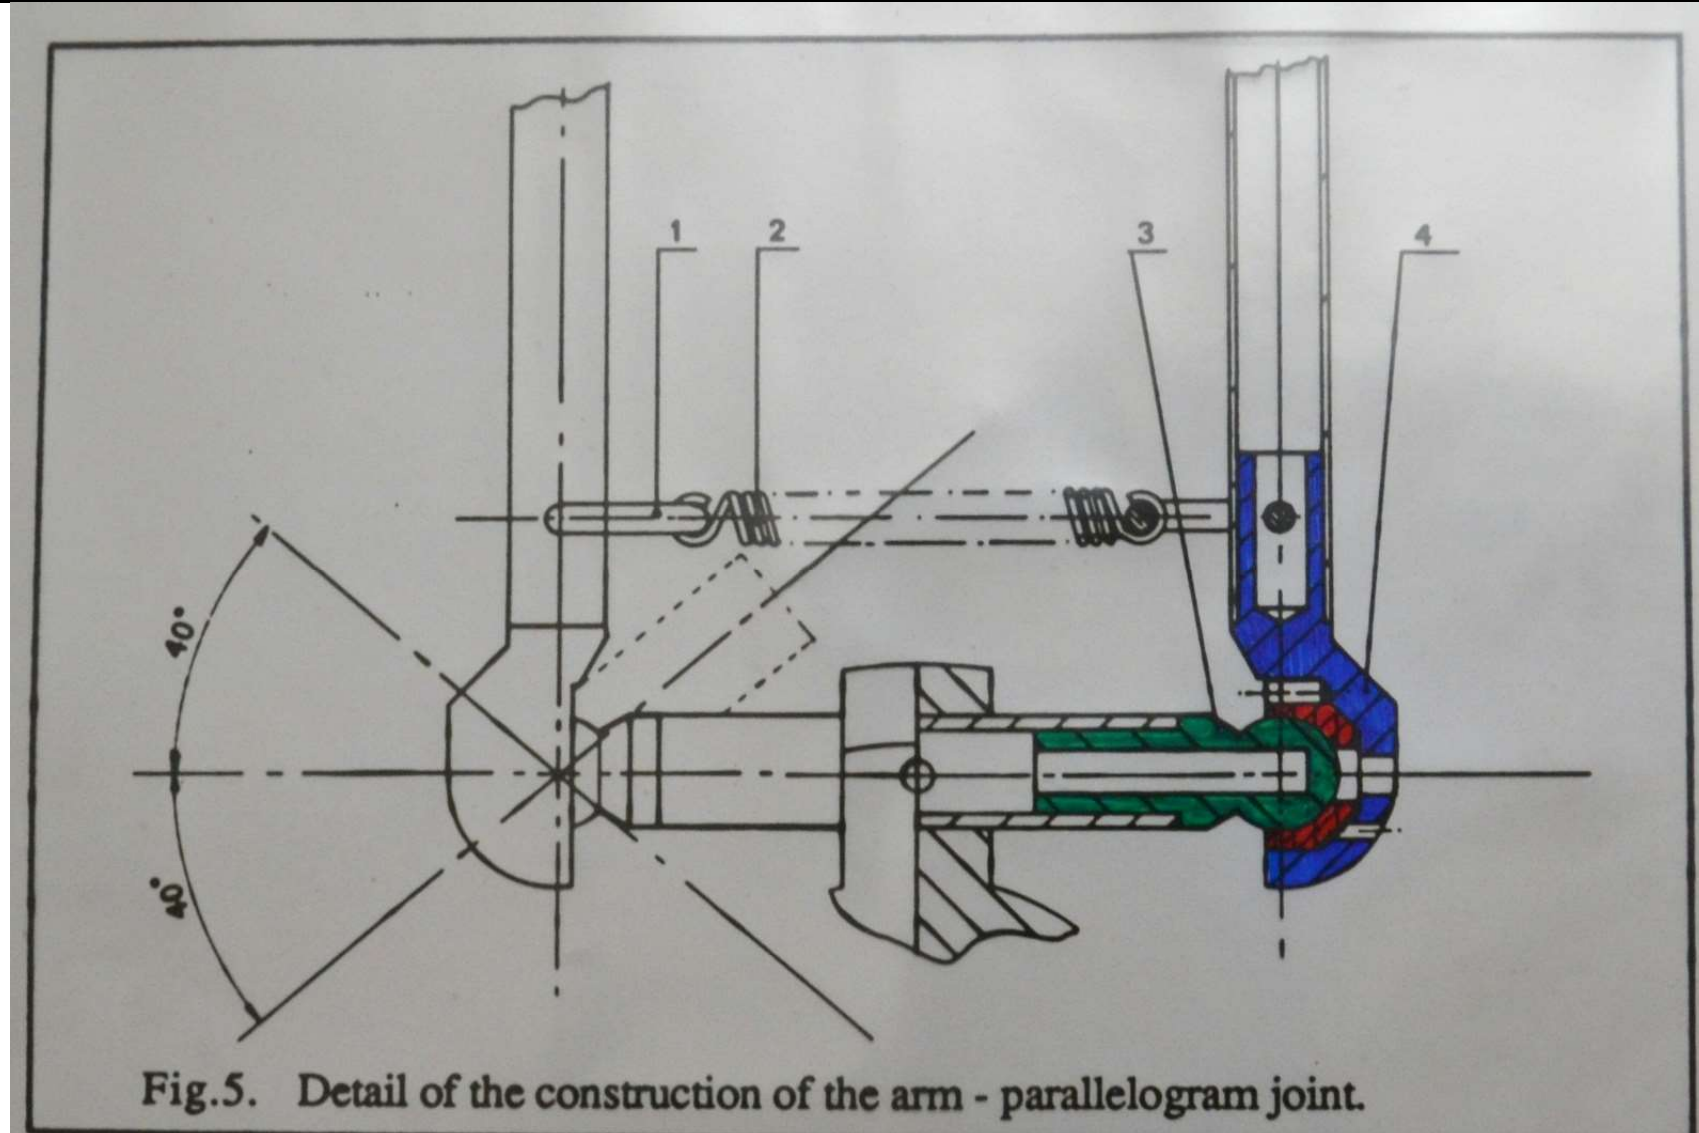 1 2 3 4
40°
40°
Fig.5. Detail of the construction of the arm - parallelogram joint.